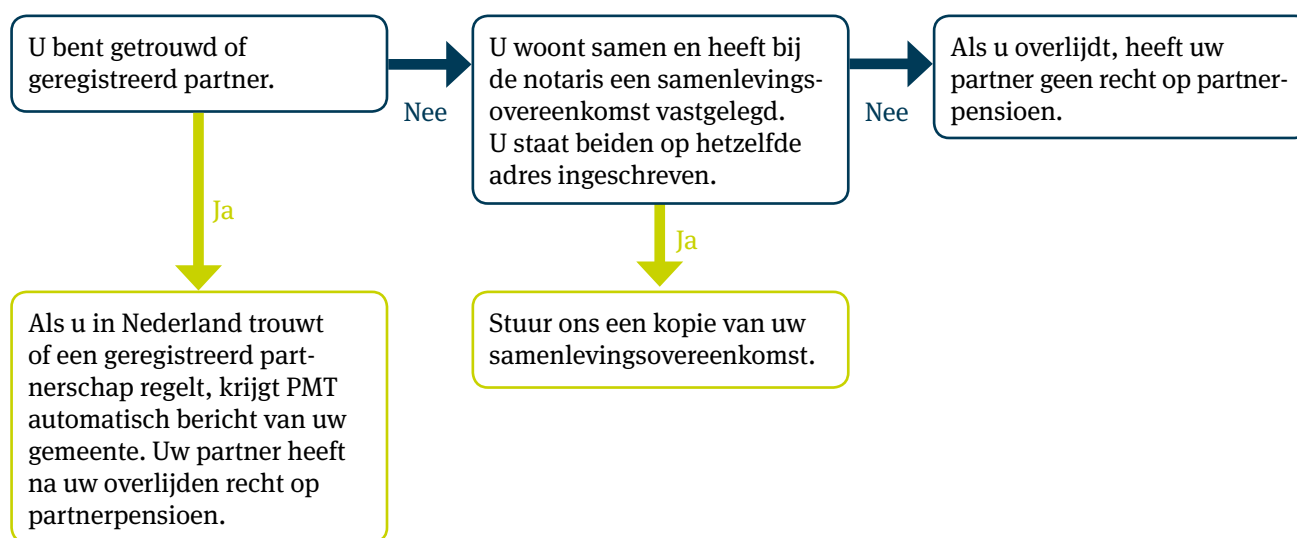 U bent getrouwd of
geregistreerd partner.
Nee
U woont samen en heeft bij
de notaris een samenlevings-
overeenkomst vastgelegd.
U staat beiden op hetzelfde
adres ingeschreven.
Nee
Als u overlijdt, heeft uw
partner geen recht op partner-
pensioen.
Ja
Ja
Als u in Nederland trouwt
of een geregistreerd part-
nerschap regelt, krijgt PMT
automatisch bericht van uw
gemeente. Uw partner heeft
na uw overlijden recht op
partnerpensioen.
Stuur ons een kopie van uw
samenlevingsovereenkomst.